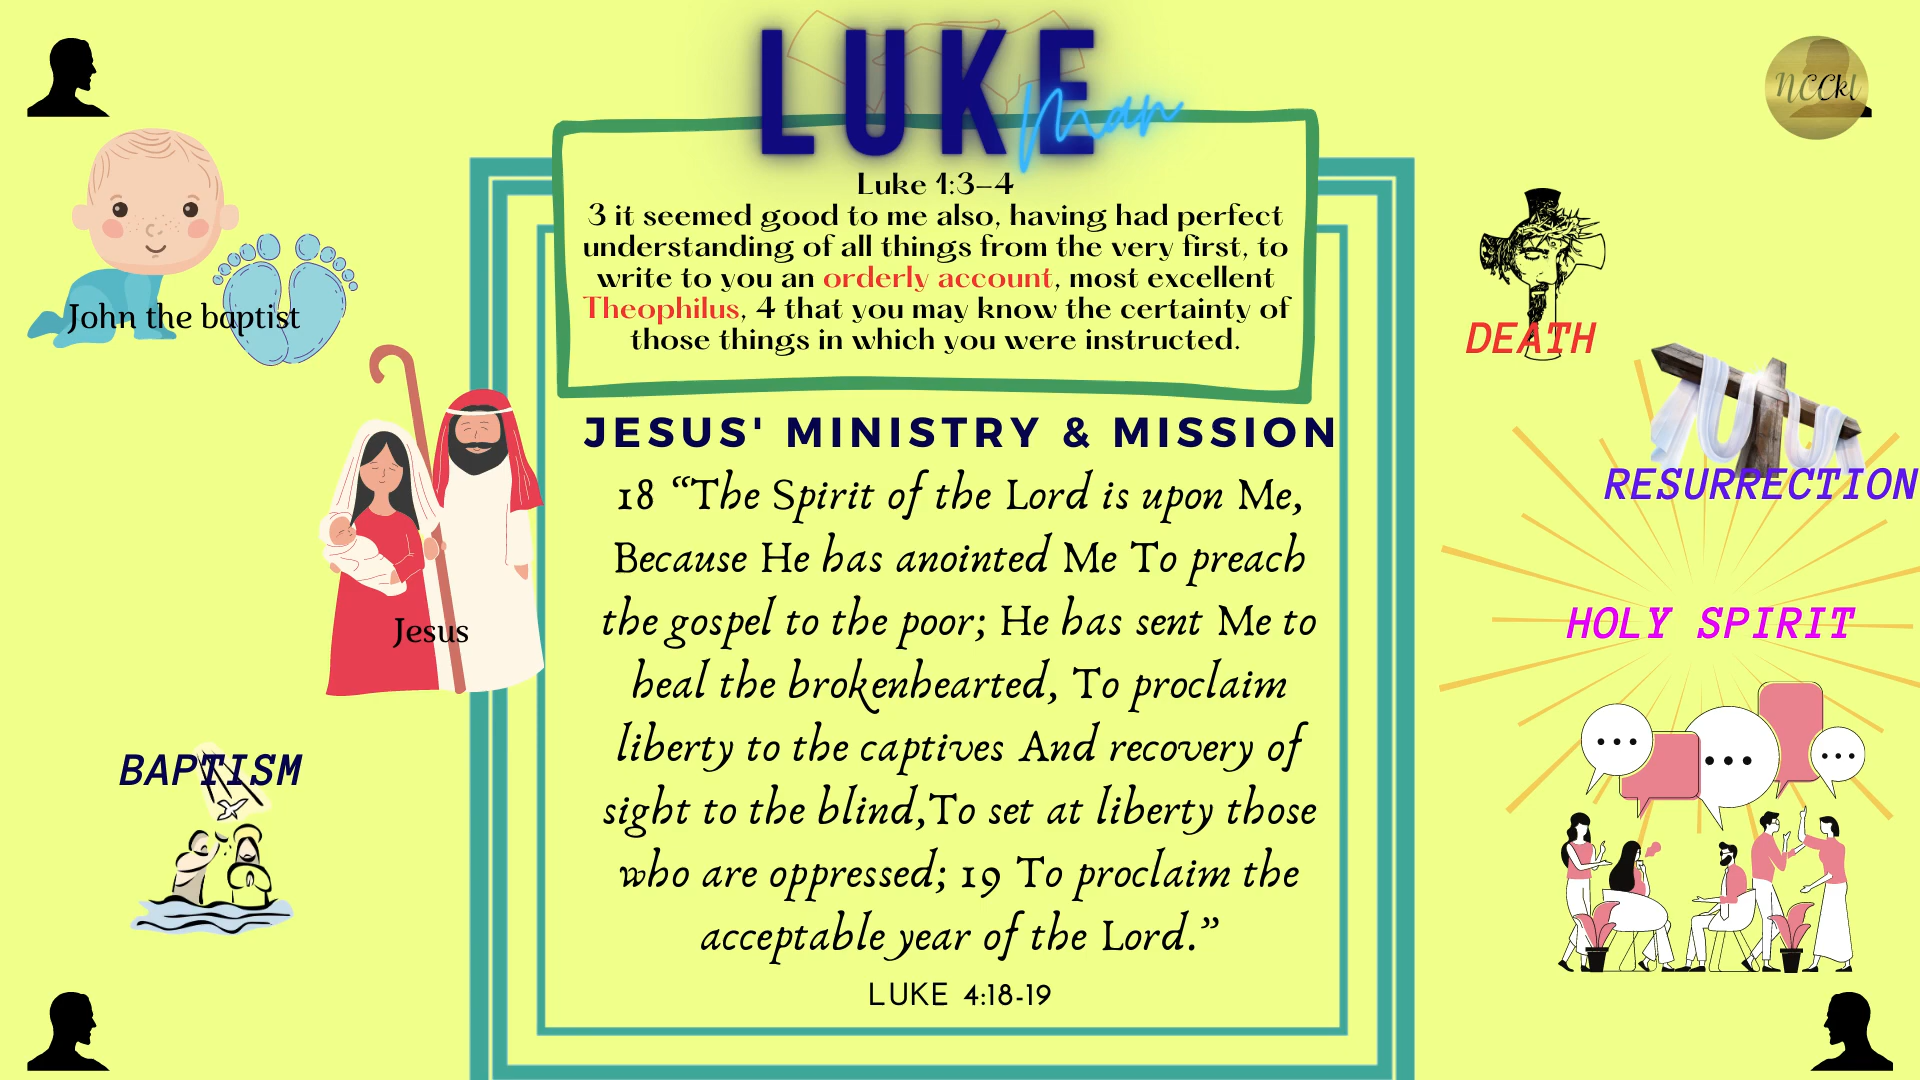 LUKE
Man
NCCkl
Luke 1:3–4
3 it seemed good to me also, having had perfect
understanding of all things from the very first, to
write to you an orderly account, most excellent
Theophilus, 4 that you may know the certainty of
those things in which you were instructed.
JESUS' MINISTRY & MISSION
18 “The Spirit of the Lord is upon Me,
Because He has anointed Me To preach
the gospel to the poor; He has sent Me to
heal the brokenhearted, To proclaim
liberty to the captives And recovery of
sight to the blind,To set at liberty those
who are oppressed; 19 To proclaim the
acceptable year of the Lord.”
LUKE 4:18-19
John the baptist
Jesus
BAPTISM
DEATH
RESURRECTION
HOLY SPIRIT